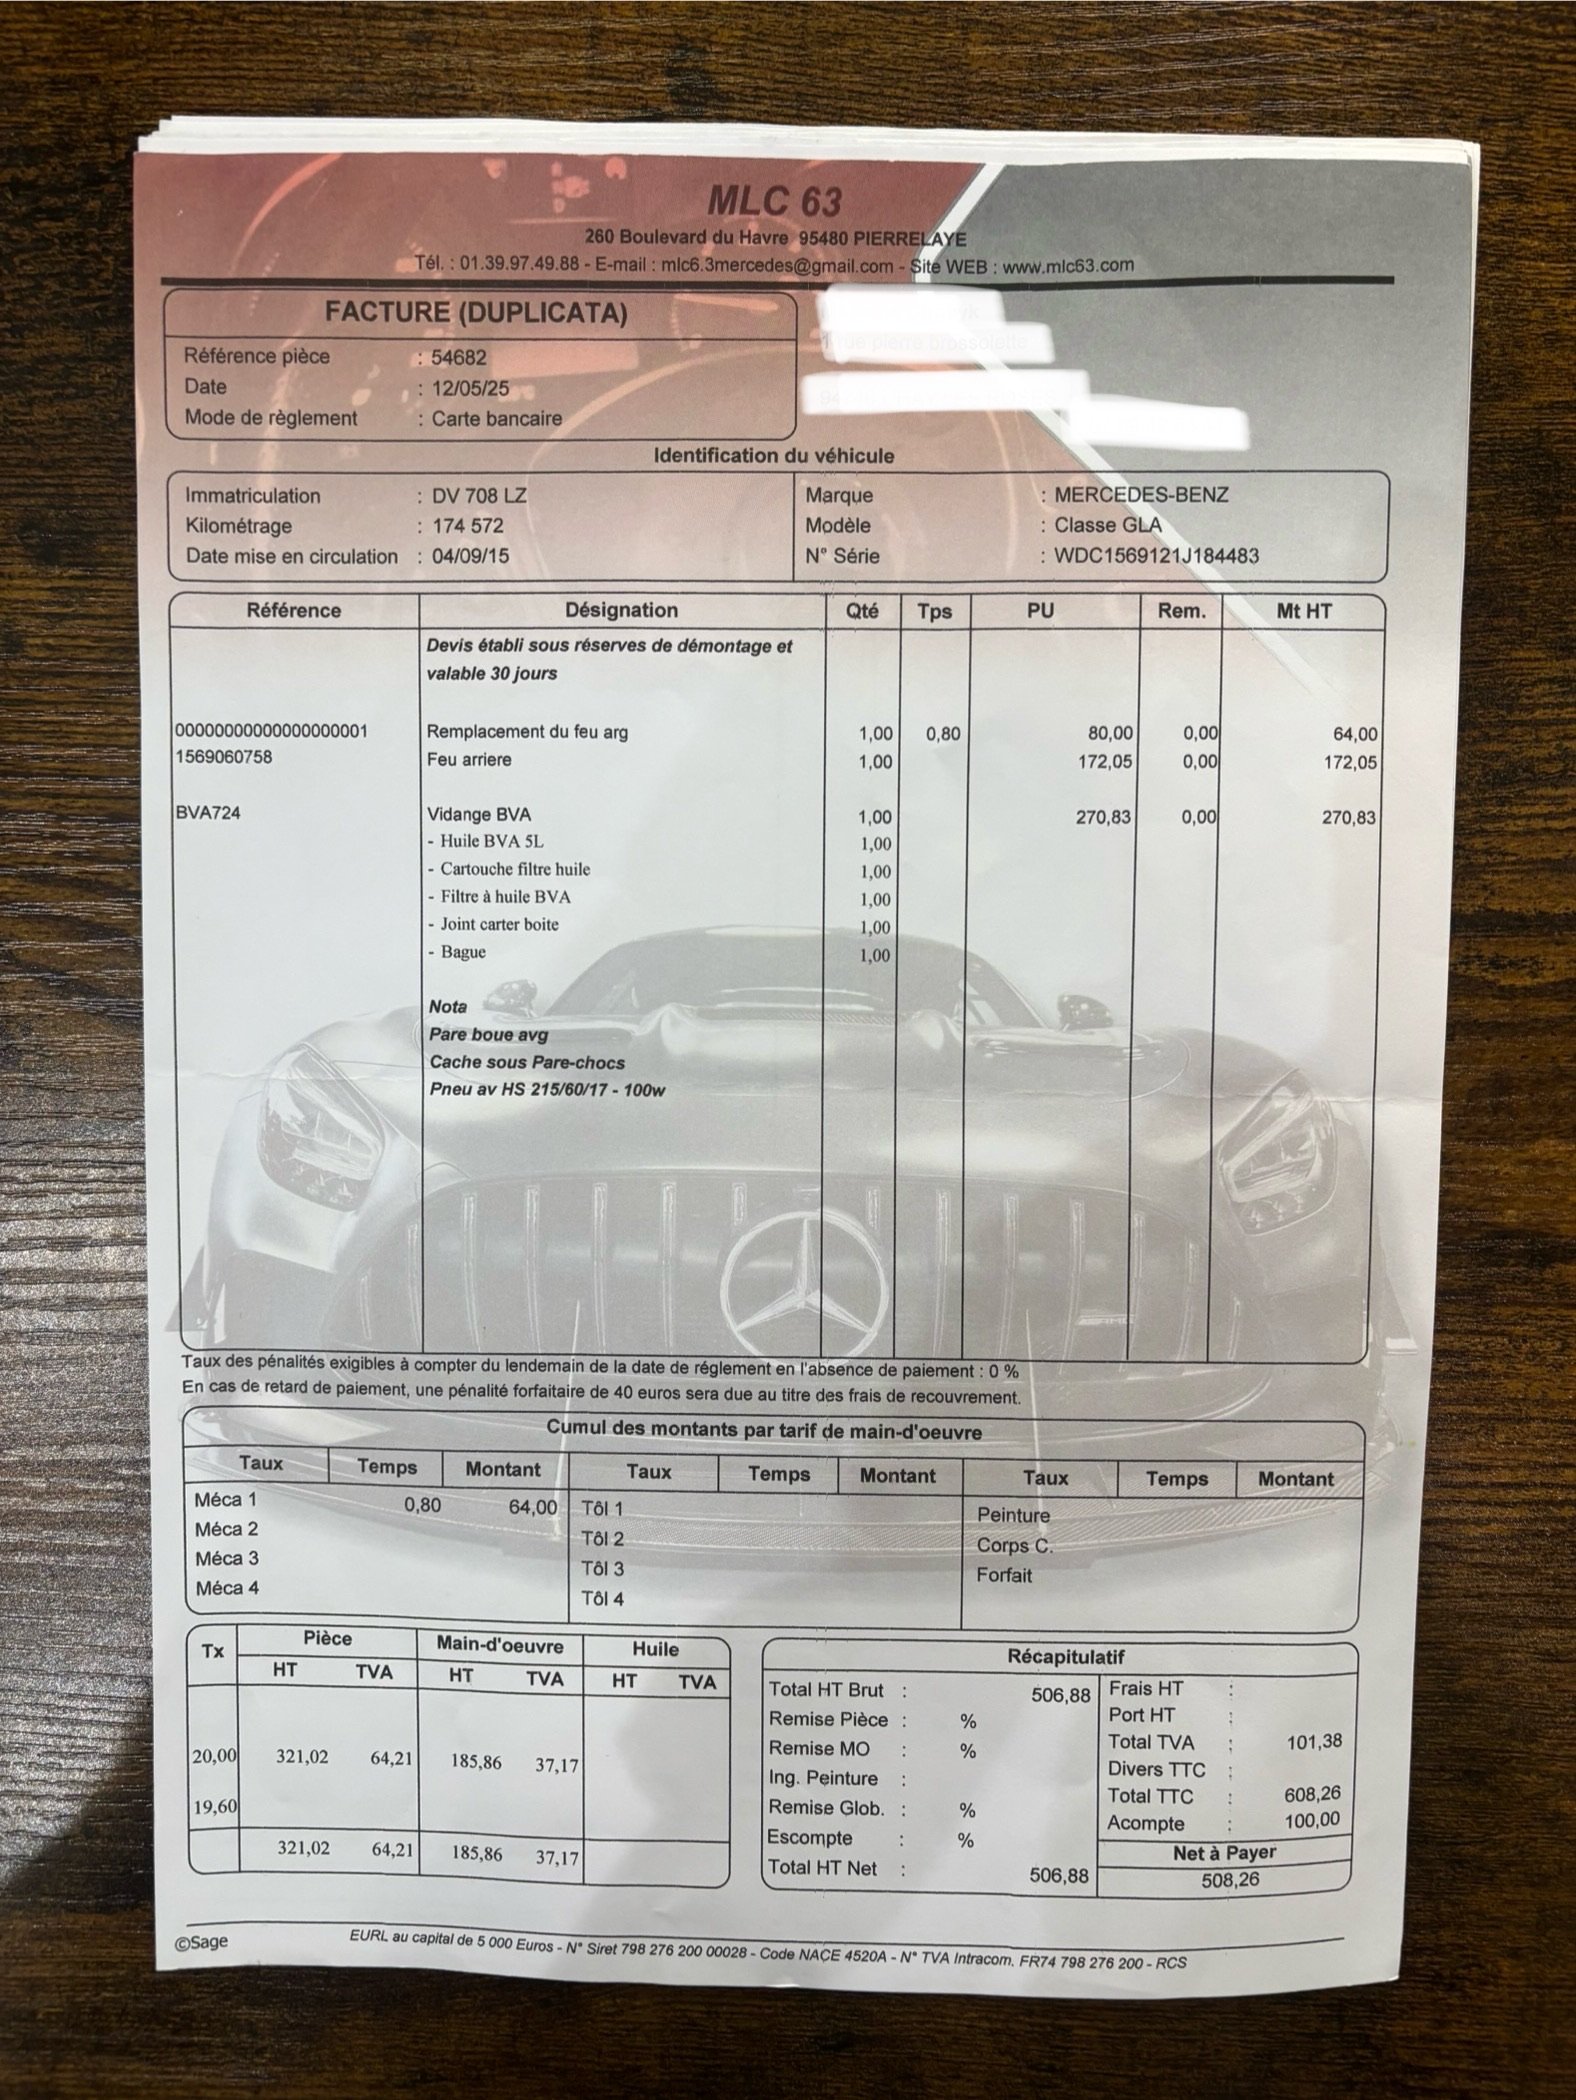 MLC 63
260 Boulevard du Havre 95480 PIERRELAYE
Tél. : 01.39.97.49.88 - E-mail : mlc6.3mercedes@gmail.com - Site WEB : www.mlc63.com
FACTURE (DUPLICATA)
Référence pièce : 54682
Date : 12/05/25
Mode de règlement : Carte bancaire
1 rue pierre brossolette
Identification du véhicule
Immatriculation : DV 708 LZ
Kilométrage : 174 572
Date mise en circulation : 04/09/15
Marque : MERCEDES-BENZ
Modèle : Classe GLA
N° Série : WDC1569121J184483
Référence Désignation Qté Tps PU Rem. Mt HT
Devis établi sous réserves de démontage et
valable 30 jours
00000000000000000001 Remplacement du feu arg 1,00 0,80 80,00 0,00 64,00
1569060758 Feu arriere 1,00 172,05 0,00 172,05
BVA724 Vidange BVA 1,00 270,83 0,00 270,83
- Huile BVA 5L 1,00
- Cartouche filtre huile 1,00
- Filtre à huile BVA 1,00
- Joint carter boite 1,00
- Bague 1,00
Nota
Pare boue avg
Cache sous Pare-chocs
Pneu av HS 215/60/17 - 100w
Taux des pénalités exigibles à compter du lendemain de la date de réglement en l'absence de paiement : 0 %
En cas de retard de paiement, une pénalité forfaitaire de 40 euros sera due au titre des frais de recouvrement.
Cumul des montants par tarif de main-d'oeuvre
Taux Temps Montant Taux Temps Montant Taux Temps Montant
Méca 1 0,80 64,00 Tôl 1 Peinture
Méca 2 Tôl 2 Corps C.
Méca 3 Tôl 3 Forfait
Méca 4 Tôl 4
Tx Pièce Main-d'oeuvre Huile
HT TVA HT TVA HT TVA
20,00 321,02 64,21 185,86 37,17
19,60
321,02 64,21 185,86 37,17
Récapitulatif
Total HT Brut : 506,88
Remise Pièce : %
Remise MO : %
Ing. Peinture :
Remise Glob. : %
Escompte : %
Total HT Net : 506,88
Frais HT :
Port HT :
Total TVA : 101,38
Divers TTC :
Total TTC : 608,26
Acompte : 100,00
Net à Payer
508,26
©Sage
EURL au capital de 5 000 Euros - N° Siret 798 276 200 00028 - Code NACE 4520A - N° TVA Intracom. FR74 798 276 200 - RCS